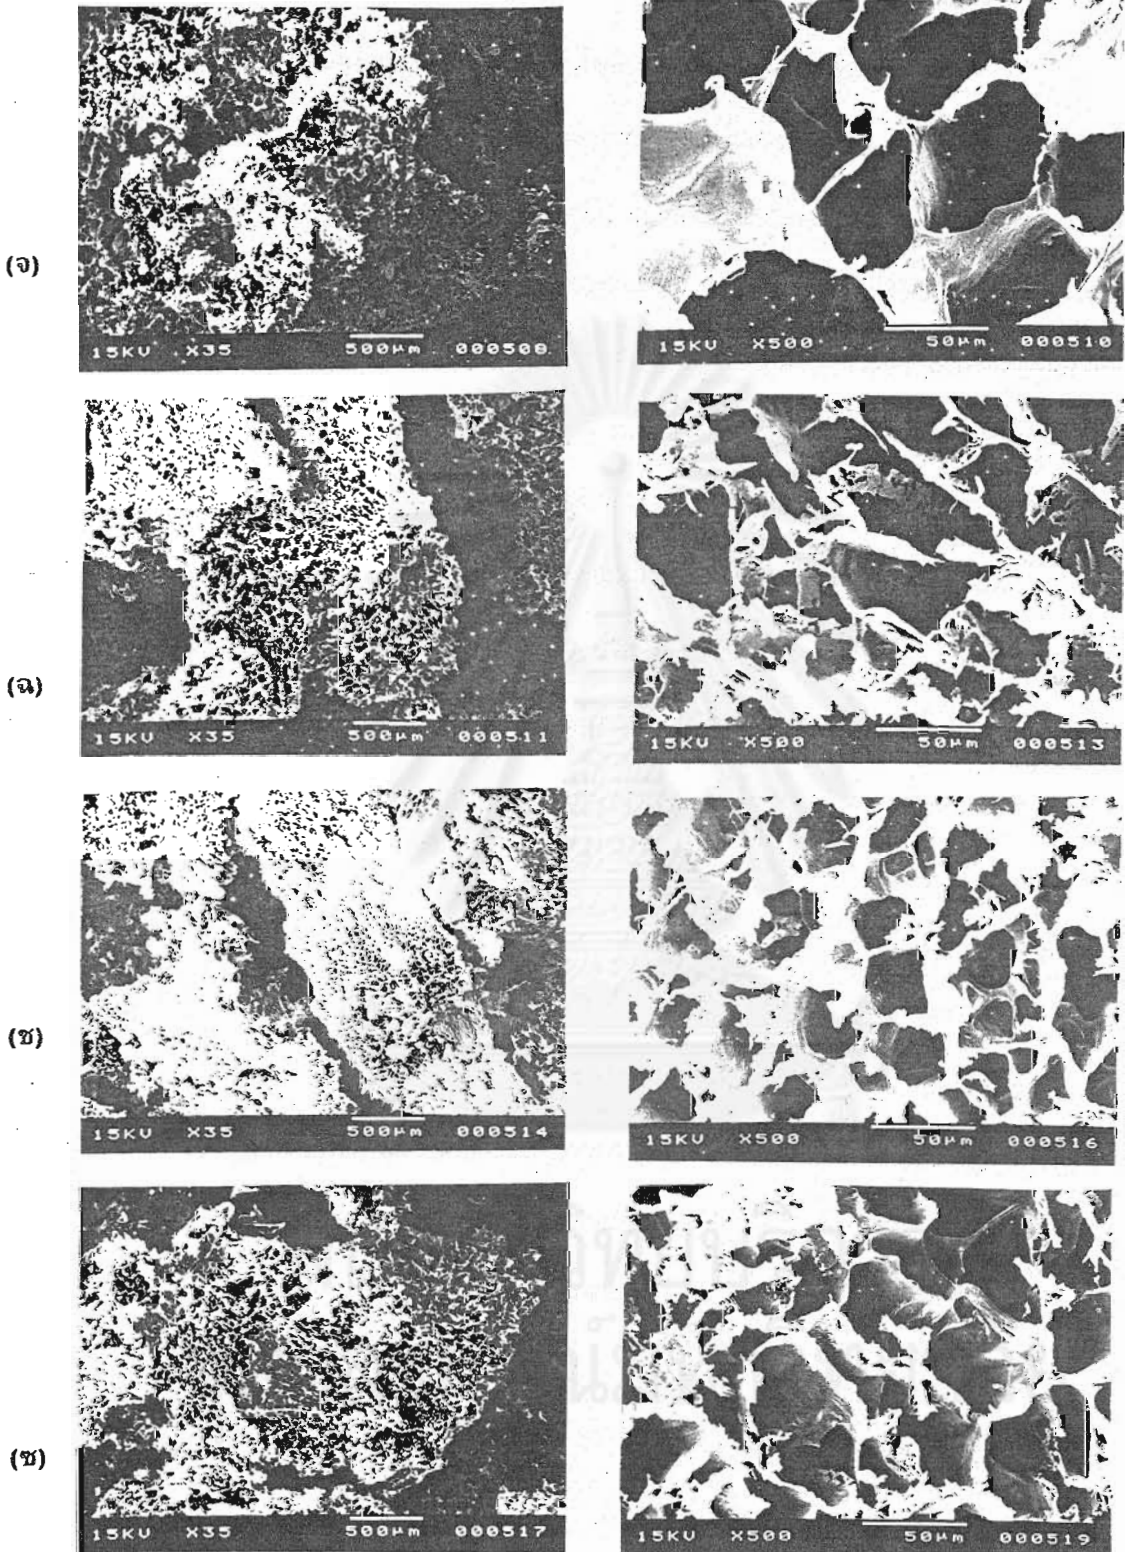 (จ)
15KV X35 500µm 000508
15KV X500 50µm 000510
(ฉ)
15KV X35 500µm 000511
15KV X500 50µm 000513
(ช)
15KV X35 500µm 000514
15KV X500 50µm 000516
(ซ)
15KV X35 500µm 000517
15KV X500 50µm 000519